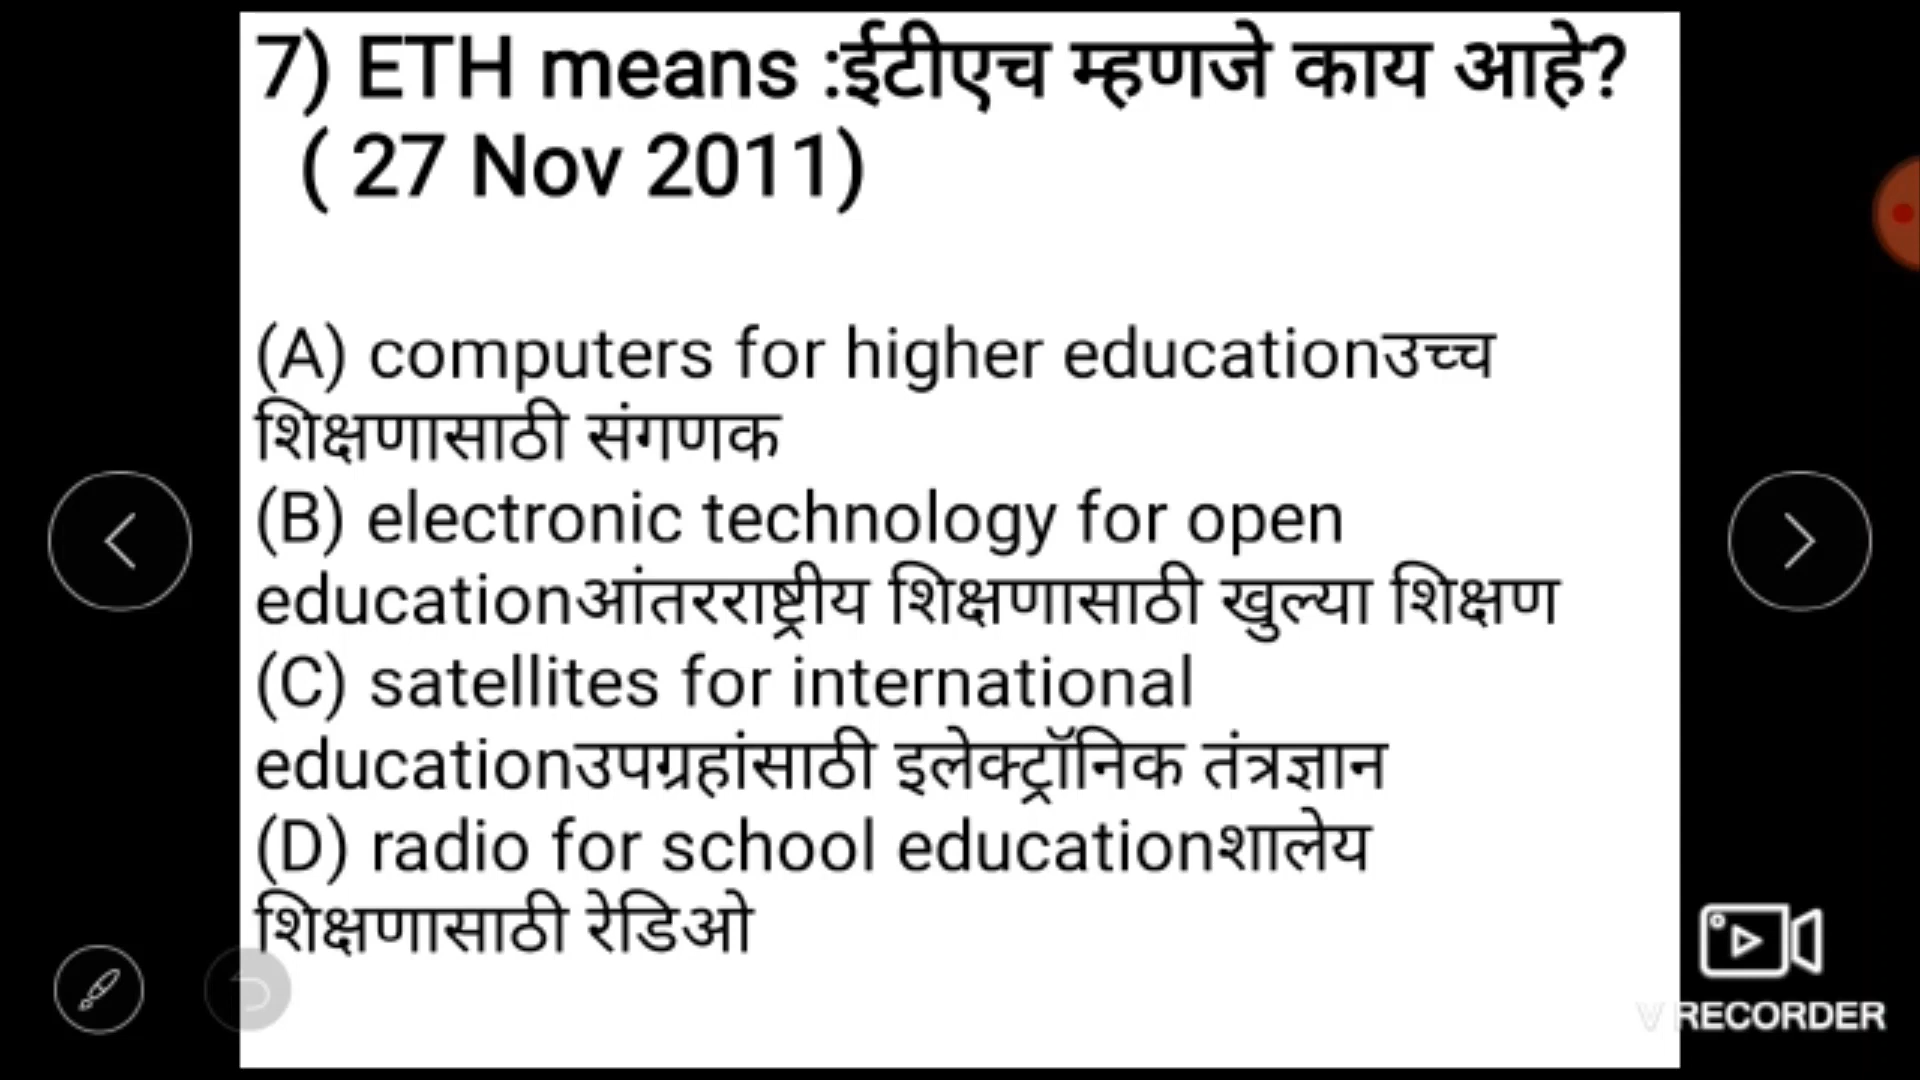 7) ETH means :ईटीएच म्हणजे काय आहे?
( 27 Nov 2011)
(A) computers for higher educationउच्च
शिक्षणासाठी संगणक
(B) electronic technology for open
educationआंतरराष्ट्रीय शिक्षणासाठी खुल्या शिक्षण
(C) satellites for international
educationउपग्रहांसाठी इलेक्ट्रॉनिक तंत्रज्ञान
(D) radio for school educationशालेय
शिक्षणासाठी रेडिओ
V RECORDER